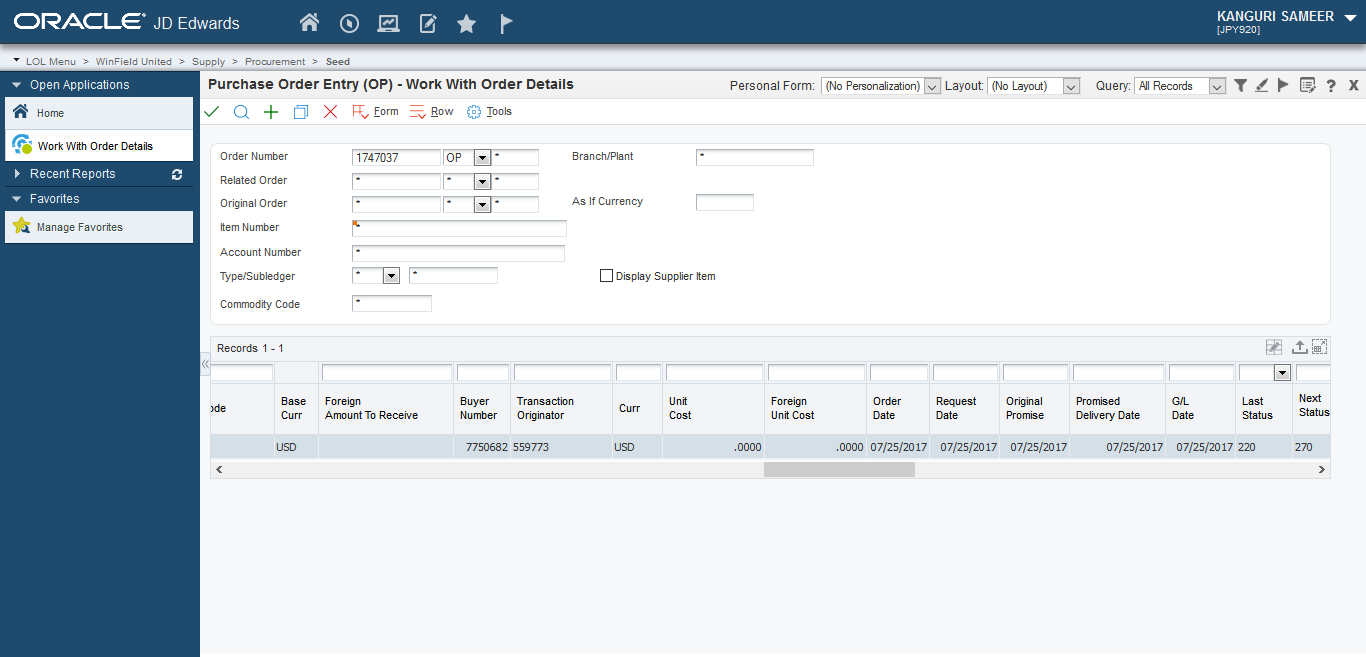 ORACLE JD Edwards
KANGURI SAMEER
[JPY920]
LOL Menu > WinField United > Supply > Procurement > Seed
Open Applications
Home
Work With Order Details
Recent Reports
Favorites
Manage Favorites
Purchase Order Entry (OP) - Work With Order Details
Personal Form: (No Personalization) Layout: (No Layout) Query: All Records
Form Row Tools
Order Number 1747037 OP * Branch/Plant *
Related Order * * *
Original Order * * * As If Currency
Item Number *
Account Number *
Type/Subledger * * Display Supplier Item
Commodity Code *
Records 1 - 1
ode Base Curr Foreign Amount To Receive Buyer Number Transaction Originator Curr Unit Cost Foreign Unit Cost Order Date Request Date Original Promise Promised Delivery Date G/L Date Last Status Next Status
USD 7750682 559773 USD .0000 .0000 07/25/2017 07/25/2017 07/25/2017 07/25/2017 07/25/2017 220 270